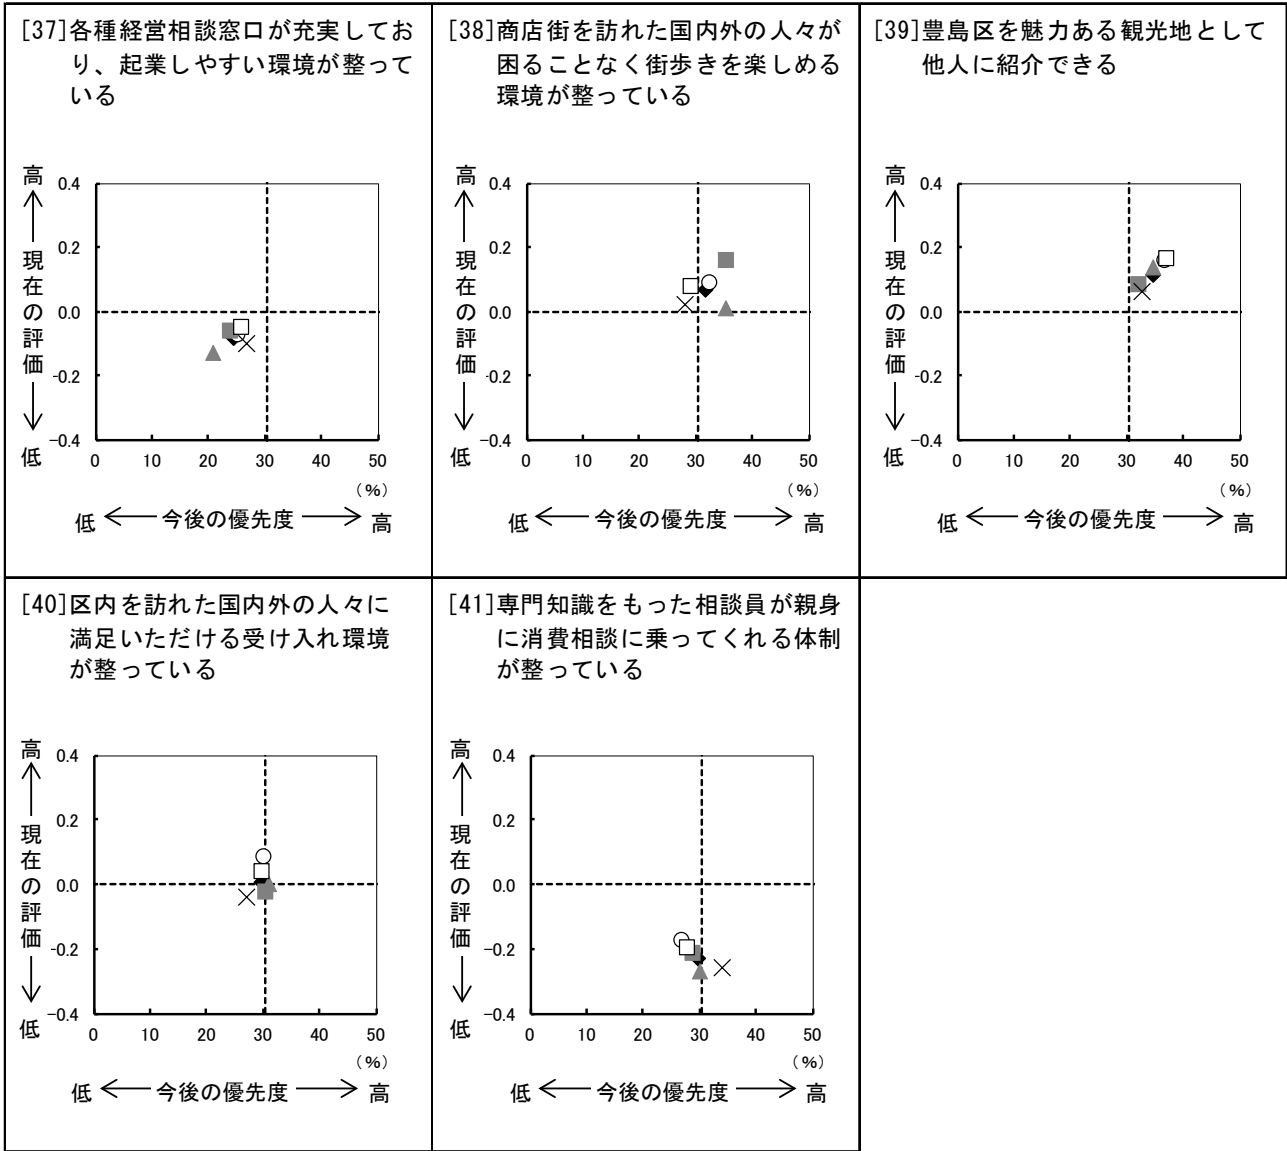 [37]各種経営相談窓口が充実してお
り、起業しやすい環境が整って
いる
高
現在の評価
低
0.4
0.2
0.0
-0.2
-0.4
0 10 20 30 40 50
(%)
低 今後の優先度 高
[38]商店街を訪れた国内外の人々が
困ることなく街歩きを楽しめる
環境が整っている
高
現在の評価
低
0.4
0.2
0.0
-0.2
-0.4
0 10 20 30 40 50
(%)
低 今後の優先度 高
[39]豊島区を魅力ある観光地として
他人に紹介できる
高
現在の評価
低
0.4
0.2
0.0
-0.2
-0.4
0 10 20 30 40 50
(%)
低 今後の優先度 高
[40]区内を訪れた国内外の人々に
満足いただける受け入れ環境
が整っている
高
現在の評価
低
0.4
0.2
0.0
-0.2
-0.4
0 10 20 30 40 50
(%)
低 今後の優先度 高
[41]専門知識をもった相談員が親身
に消費相談に乗ってくれる体制
が整っている
高
現在の評価
低
0.4
0.2
0.0
-0.2
-0.4
0 10 20 30 40 50
(%)
低 今後の優先度 高